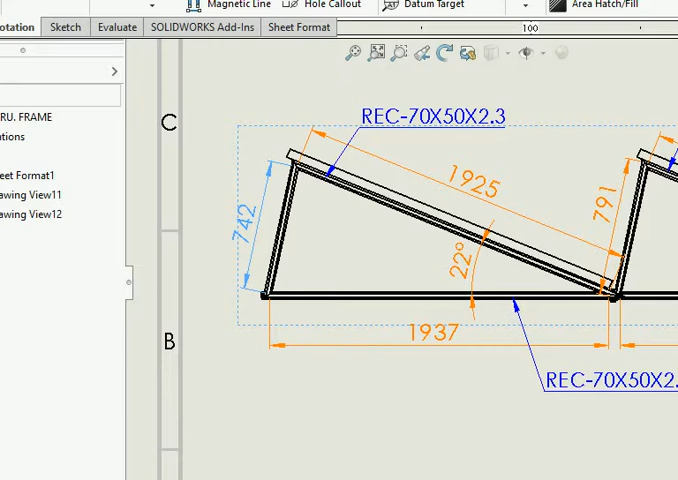 Magnetic Line
Hole Callout
Datum Target
Area Hatch/Fill
otation
Sketch
Evaluate
SOLIDWORKS Add-Ins
Sheet Format
100
RU. FRAME
ations
eet Format1
awing View11
awing View12
C
B
REC-70X50X2.3
1925
742
791
22°
1937
REC-70X50X2.